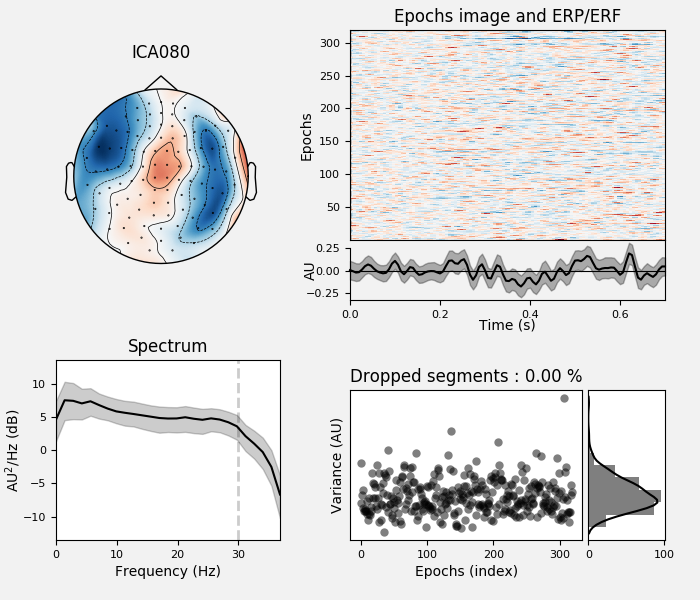 ICA080
Epochs image and ERP/ERF
Epochs
300
250
200
150
100
50
AU
0.25
0.00
−0.25
0.0 0.2 0.4 0.6
Time (s)
Spectrum
AU²/Hz (dB)
10
5
0
−5
−10
0 10 20 30
Frequency (Hz)
Dropped segments : 0.00 %
Variance (AU)
0 100 200 300
Epochs (index)
0 100